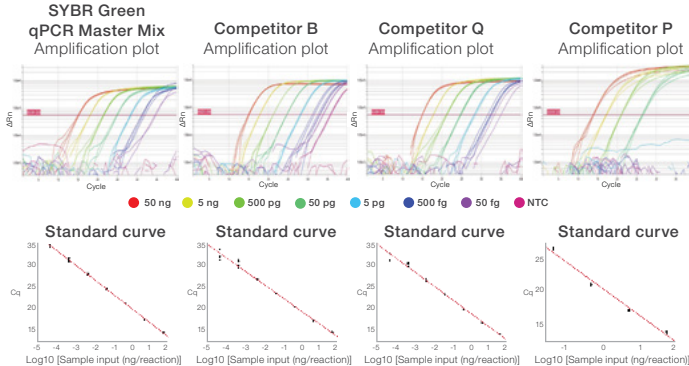 SYBR Green
qPCR Master Mix
Amplification plot
Competitor B
Amplification plot
Competitor Q
Amplification plot
Competitor P
Amplification plot
ΔRn
ΔRn
ΔRn
ΔRn
Cycle
Cycle
Cycle
Cycle
50 ng 5 ng 500 pg 50 pg 5 pg 500 fg 50 fg NTC
Standard curve
Cq
35
30
25
20
15
-5 -4 -3 -2 -1 0 1 2
Log10 [Sample input (ng/reaction)]
Standard curve
35
30
25
20
15
-5 -4 -3 -2 -1 0 1 2
Log10 [Sample input (ng/reaction)]
Standard curve
Cq
35
30
25
20
15
-5 -4 -3 -2 -1 0 1 2
Log10 [Sample input (ng/reaction)]
Standard curve
Cq
25
20
15
-1 0 1 2
Log10 [Sample input (ng/reaction)]